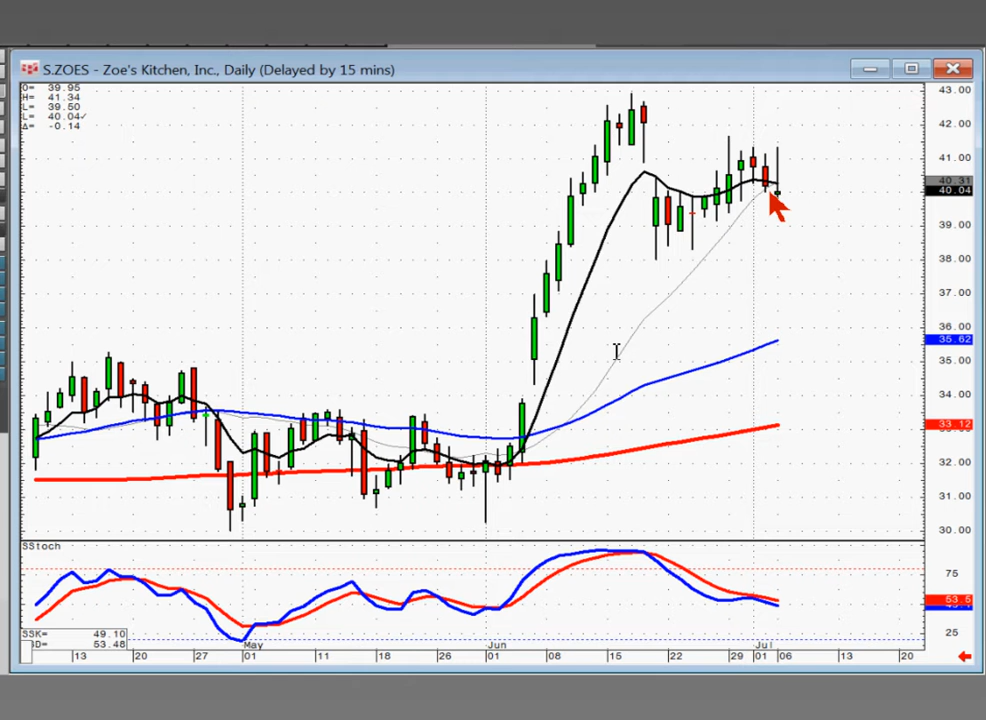 S.ZOES - Zoe's Kitchen, Inc., Daily (Delayed by 15 mins)
O= 39.95
H= 41.34
L= 39.50
L= 40.04✓
Δ= -0.14
43.00
42.00
41.00
40.31
40.04
39.00
38.00
37.00
36.00
35.62
35.00
34.00
33.12
32.00
31.00
30.00
SStoch
75
53.5
25
SSK= 49.10
SD= 53.48
May
Jun
Jul
13 20 27 01 11 18 26 01 08 15 22 29 01 06 13 20